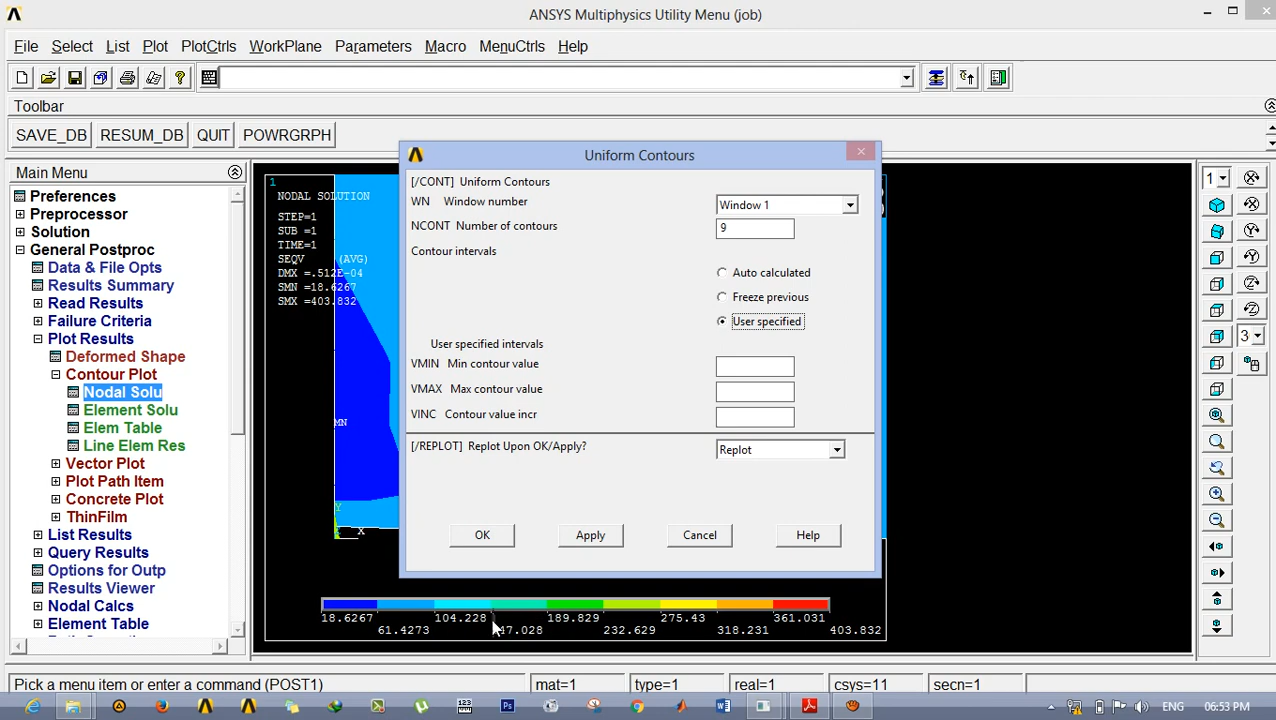 ANSYS Multiphysics Utility Menu (job)
File Select List Plot PlotCtrls WorkPlane Parameters Macro MenuCtrls Help
Toolbar
SAVE_DB RESUM_DB QUIT POWRGRPH
Main Menu
Preferences
Preprocessor
Solution
General Postproc
Data & File Opts
Results Summary
Read Results
Failure Criteria
Plot Results
Deformed Shape
Contour Plot
Nodal Solu
Element Solu
Elem Table
Line Elem Res
Vector Plot
Plot Path Item
Concrete Plot
ThinFilm
List Results
Query Results
Options for Outp
Results Viewer
Nodal Calcs
Element Table
1
NODAL SOLUTION
STEP=1
SUB =1
TIME=1
SEQV (AVG)
DMX =.512E-04
SMN =18.6267
SMX =403.832
MN
Y
X
Uniform Contours
[/CONT] Uniform Contours
WN Window number Window 1
NCONT Number of contours 9
Contour intervals
Auto calculated
Freeze previous
User specified
User specified intervals
VMIN Min contour value
VMAX Max contour value
VINC Contour value incr
[/REPLOT] Replot Upon OK/Apply? Replot
OK Apply Cancel Help
18.6267 104.228 189.829 275.43 361.031
61.4273 47.028 232.629 318.231 403.832
1
3
Pick a menu item or enter a command (POST1) mat=1 type=1 real=1 csys=11 secn=1
ENG 06:53 PM